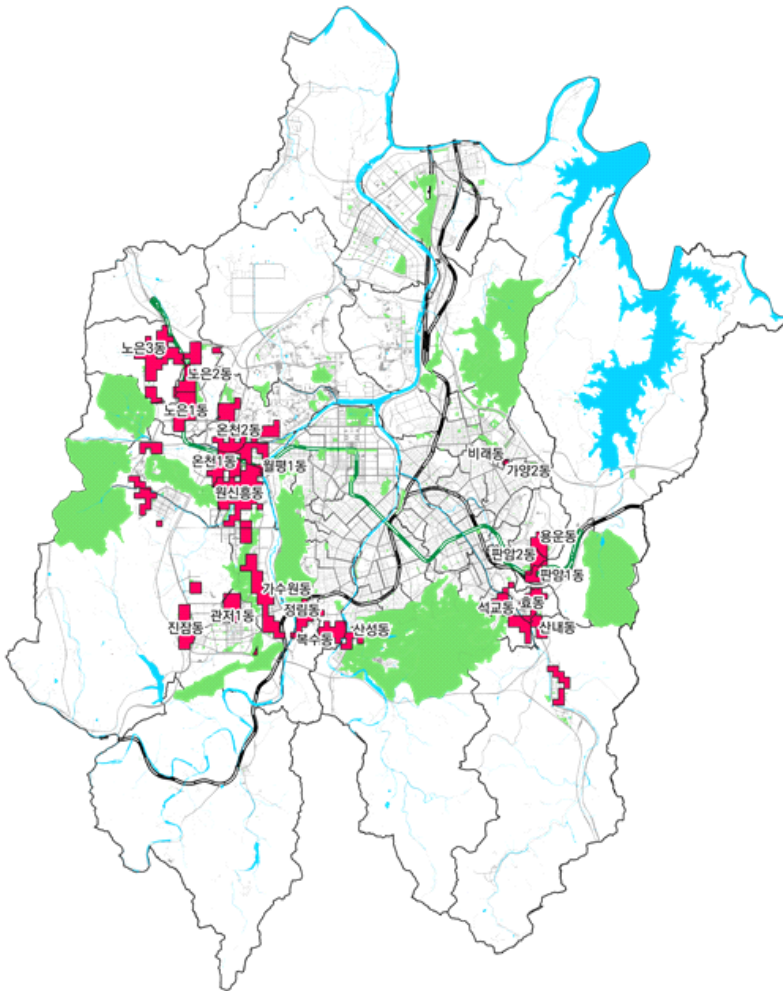 노은3동
노은2동
노은1동
온천2동
온천1동
월평1동
원신흥동
비래동
가양2동
용운동
판암2동
판암1동
가수원동
정림동
관저1동
진잠동
복수동
산성동
석교동
효동
산내동